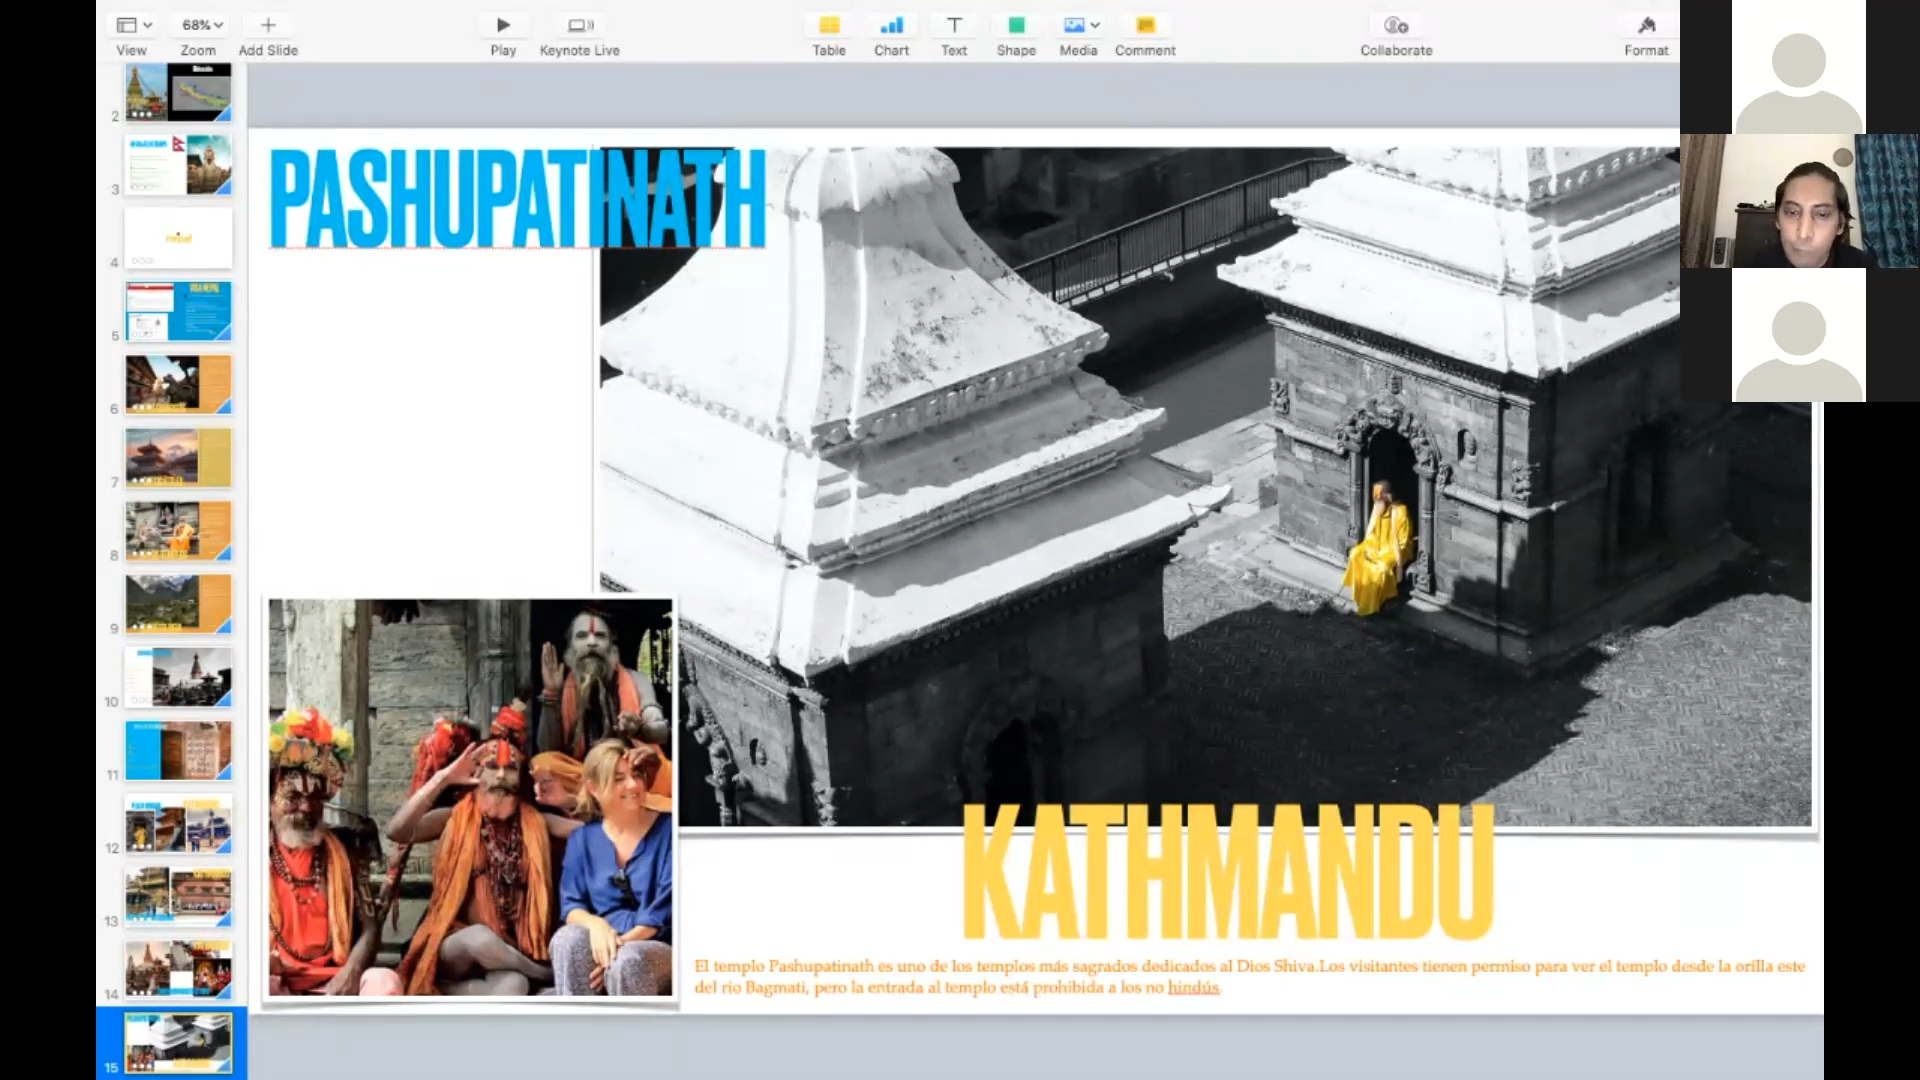 View
68%
Zoom
Add Slide
Play
Keynote Live
Table
Chart
Text
Shape
Media
Comment
Collaborate
Format
2
3
4
nepal
5
VISA NEPAL
6
7
8
9
10
11
12
13
14
15
PASHUPATINATH
KATHMANDU
El templo Pashupatinath es uno de los templos más sagrados dedicados al Dios Shiva.Los visitantes tienen permiso para ver el templo desde la orilla este
del rio Bagmati, pero la entrada al templo está prohibida a los no hindús.